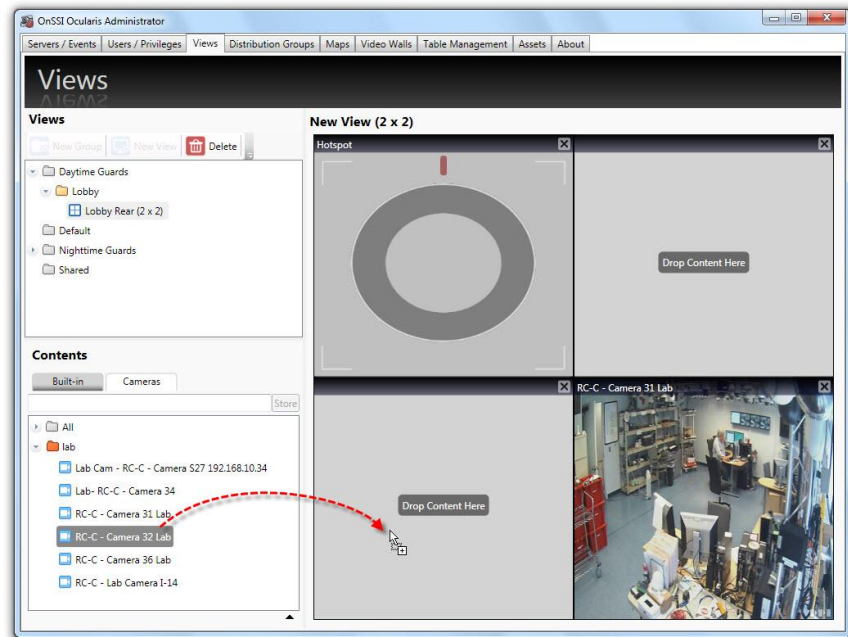 OnSSI Ocularis Administrator
Servers / Events Users / Privileges Views Distribution Groups Maps Video Walls Table Management Assets About
Views
Views
New Group New View Delete
Daytime Guards
Lobby
Lobby Rear (2 x 2)
Default
Nighttime Guards
Shared
Contents
Built-in Cameras
Store
All
lab
Lab Cam - RC-C - Camera S27 192.168.10.34
Lab- RC-C - Camera 34
RC-C - Camera 31 Lab
RC-C - Camera 32 Lab
RC-C - Camera 36 Lab
RC-C - Lab Camera I-14
New View (2 x 2)
Hotspot
Drop Content Here
Drop Content Here
RC-C - Camera 31 Lab